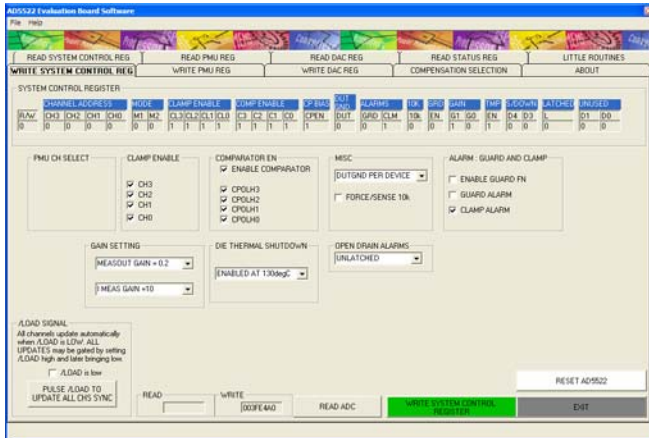 AD5522 Evaluation Board Software
File Help
READ SYSTEM CONTROL REG READ PMU REG READ DAC REG READ STATUS REG LITTLE ROUTINES
WRITE SYSTEM CONTROL REG WRITE PMU REG WRITE DAC REG COMPENSATION SELECTION ABOUT
SYSTEM CONTROL REGISTER
CHANNEL ADDRESS MODE CLAMP ENABLE COMP ENABLE CP BIAS DUT GND ALARMS 10K GRD GAIN TMP S/DOWN LATCHED UNUSED
R/W CH3 CH2 CH1 CH0 M1 M2 CL3 CL2 CL1 CL0 C3 C2 C1 C0 CPEN DUT GRD CLM 10k EN G1 G0 EN D4 D3 L D1 D0
0 0 0 0 0 0 0 1 1 1 1 1 1 1 1 1 0 0 1 0 0 1 0 1 0 0 0 0 0
PMU CH SELECT
CLAMP ENABLE
CH3
CH2
CH1
CH0
COMPARATOR EN
ENABLE COMPARATOR
CPOLH3
CPOLH2
CPOLH1
CPOLH0
MISC
DUTGND PER DEVICE
FORCE/SENSE 10k
ALARM : GUARD AND CLAMP
ENABLE GUARD FN
GUARD ALARM
CLAMP ALARM
GAIN SETTING
MEASOUT GAIN = 0.2
I MEAS GAIN =10
DIE THERMAL SHUTDOWN
ENABLED AT 130degC
OPEN DRAIN ALARMS
UNLATCHED
/LOAD SIGNAL
All channels update automatically
when /LOAD is LOW. ALL
UPDATES may be gated by setting
/LOAD high and later bringing low.
/LOAD is low
PULSE /LOAD TO
UPDATE ALL CHS SYNC
READ
WRITE
003FE4A0
READ ADC
WRITE SYSTEM CONTROL
REGISTER
RESET AD5522
EXIT